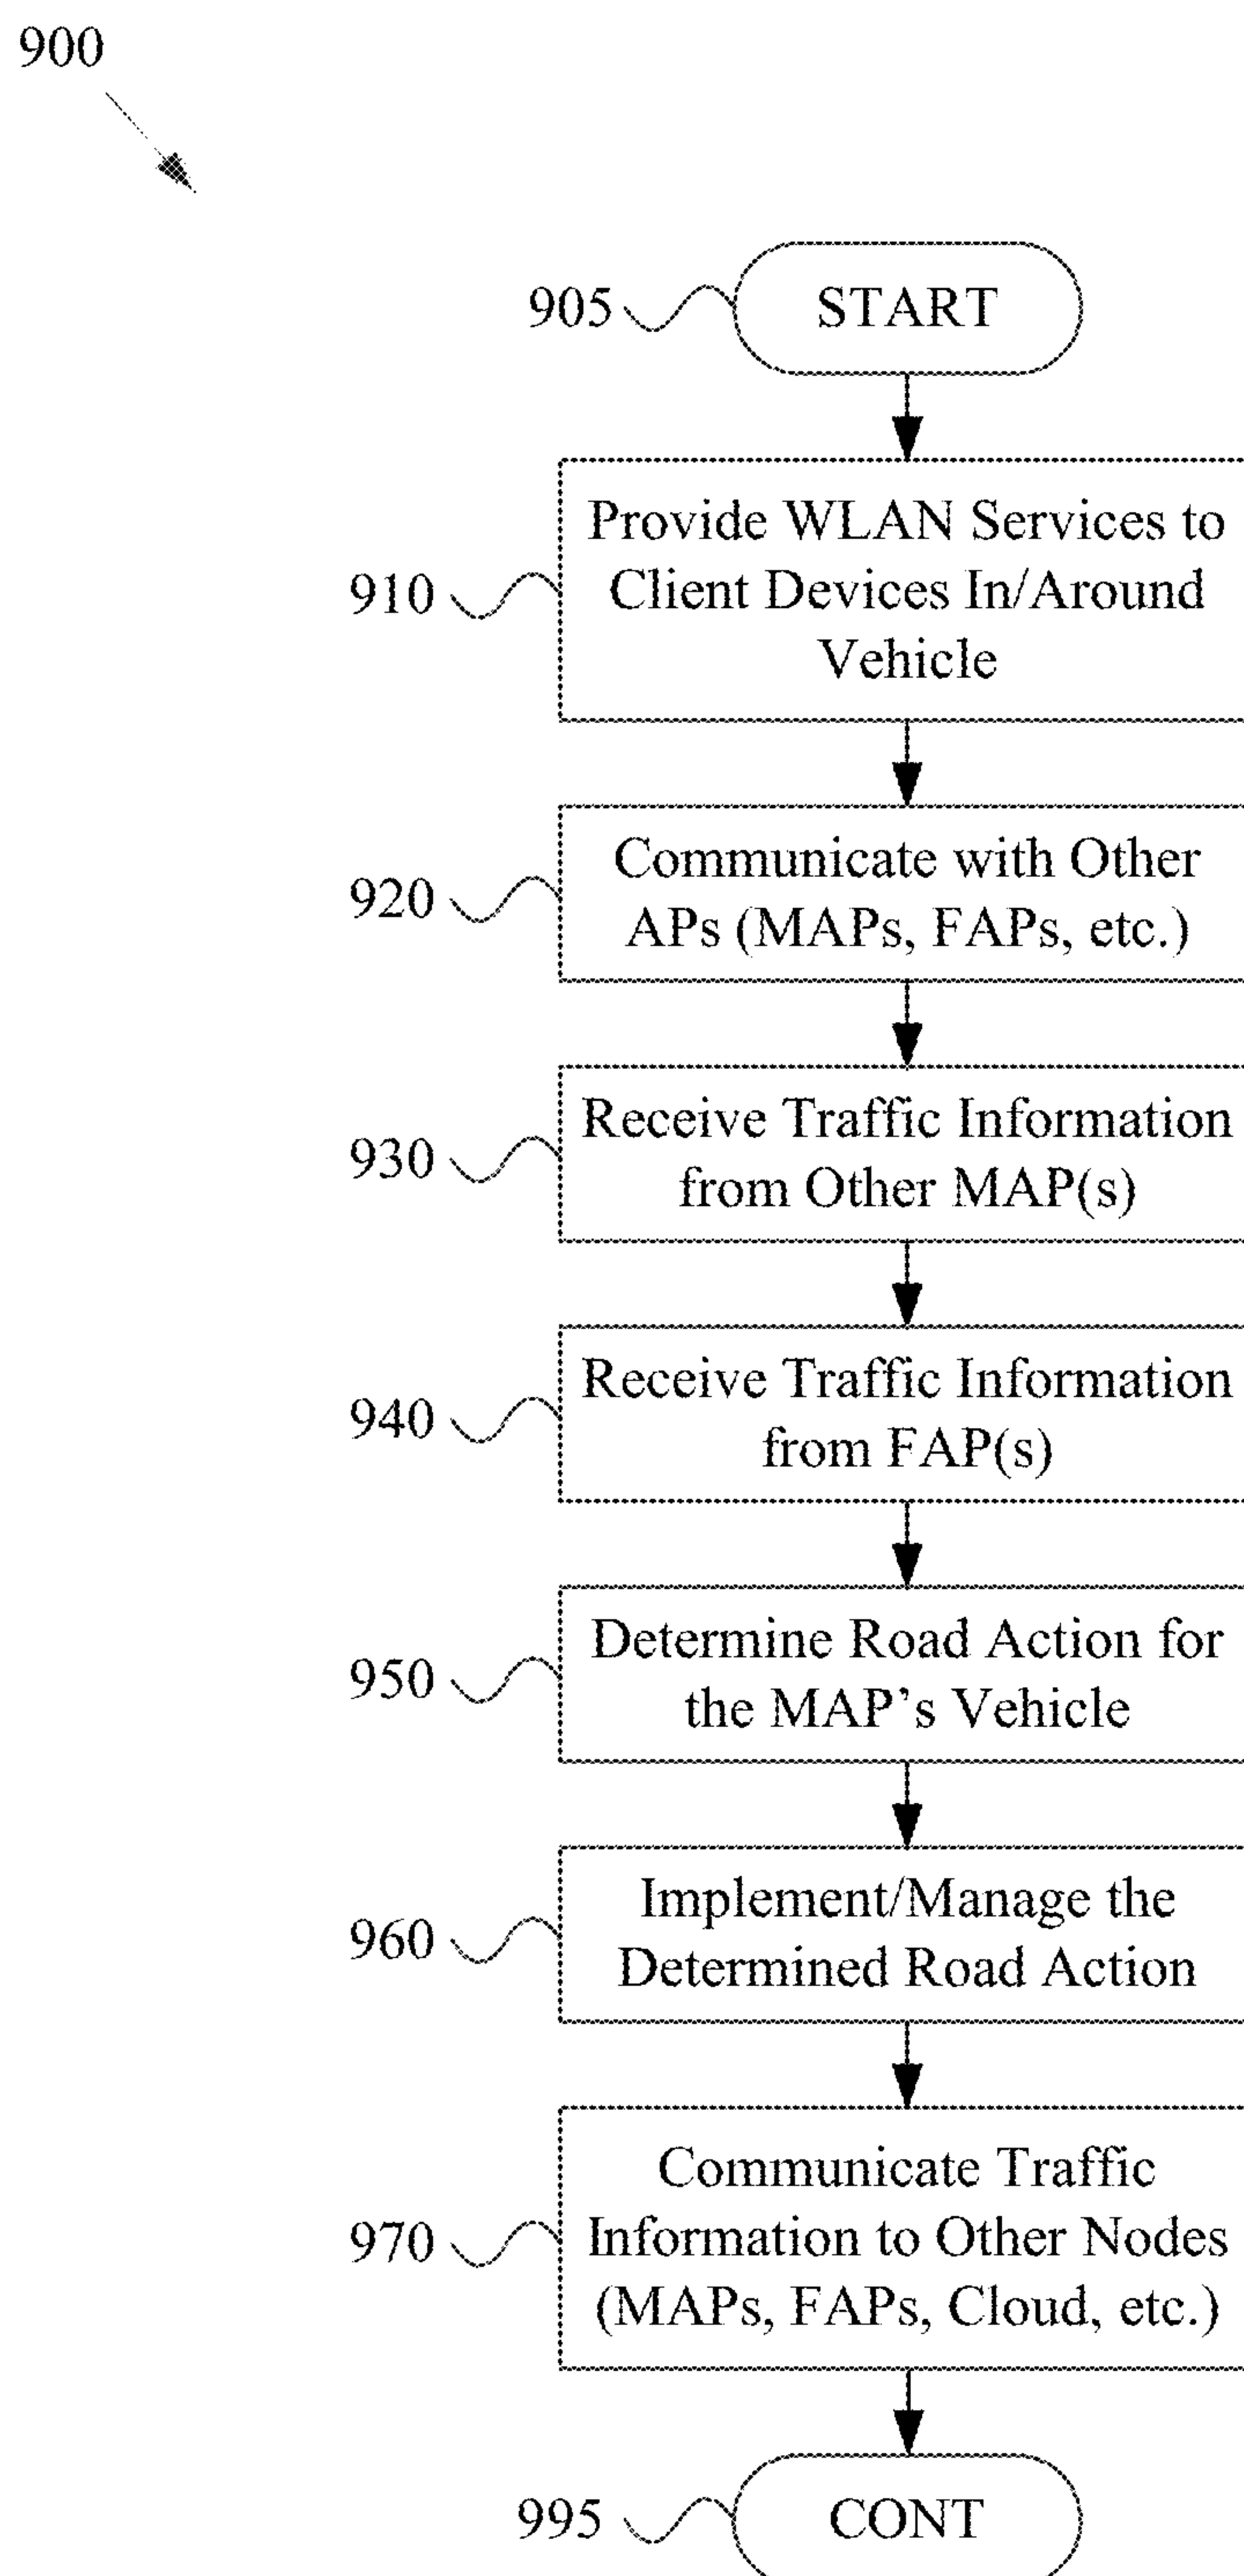 900
905
START
910
Provide WLAN Services to
Client Devices In/Around
Vehicle
920
Communicate with Other
APs (MAPs, FAPs, etc.)
930
Receive Traffic Information
from Other MAP(s)
940
Receive Traffic Information
from FAP(s)
950
Determine Road Action for
the MAP’s Vehicle
960
Implement/Manage the
Determined Road Action
970
Communicate Traffic
Information to Other Nodes
(MAPs, FAPs, Cloud, etc.)
995
CONT